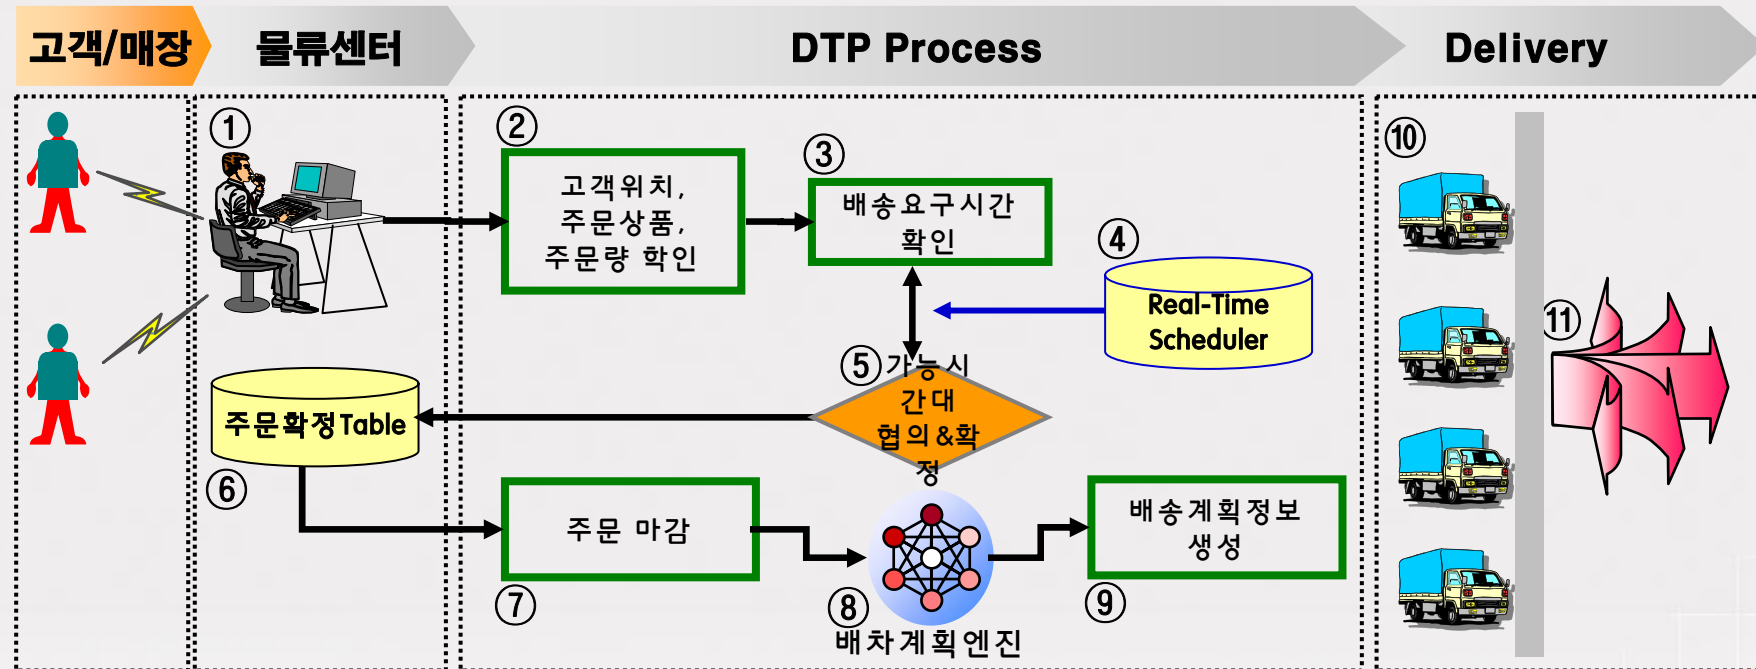 고객/매장
물류센터
DTP Process
Delivery
①
②
고객위치,
주문상품,
주문량 학인
③
배송요구시간
확인
④
Real-Time
Scheduler
⑤
가능시
간대
협의&확
정
주문확정Table
⑥
주문 마감
⑦
⑧
배차계획엔진
배송계획정보
생성
⑨
⑩
⑪